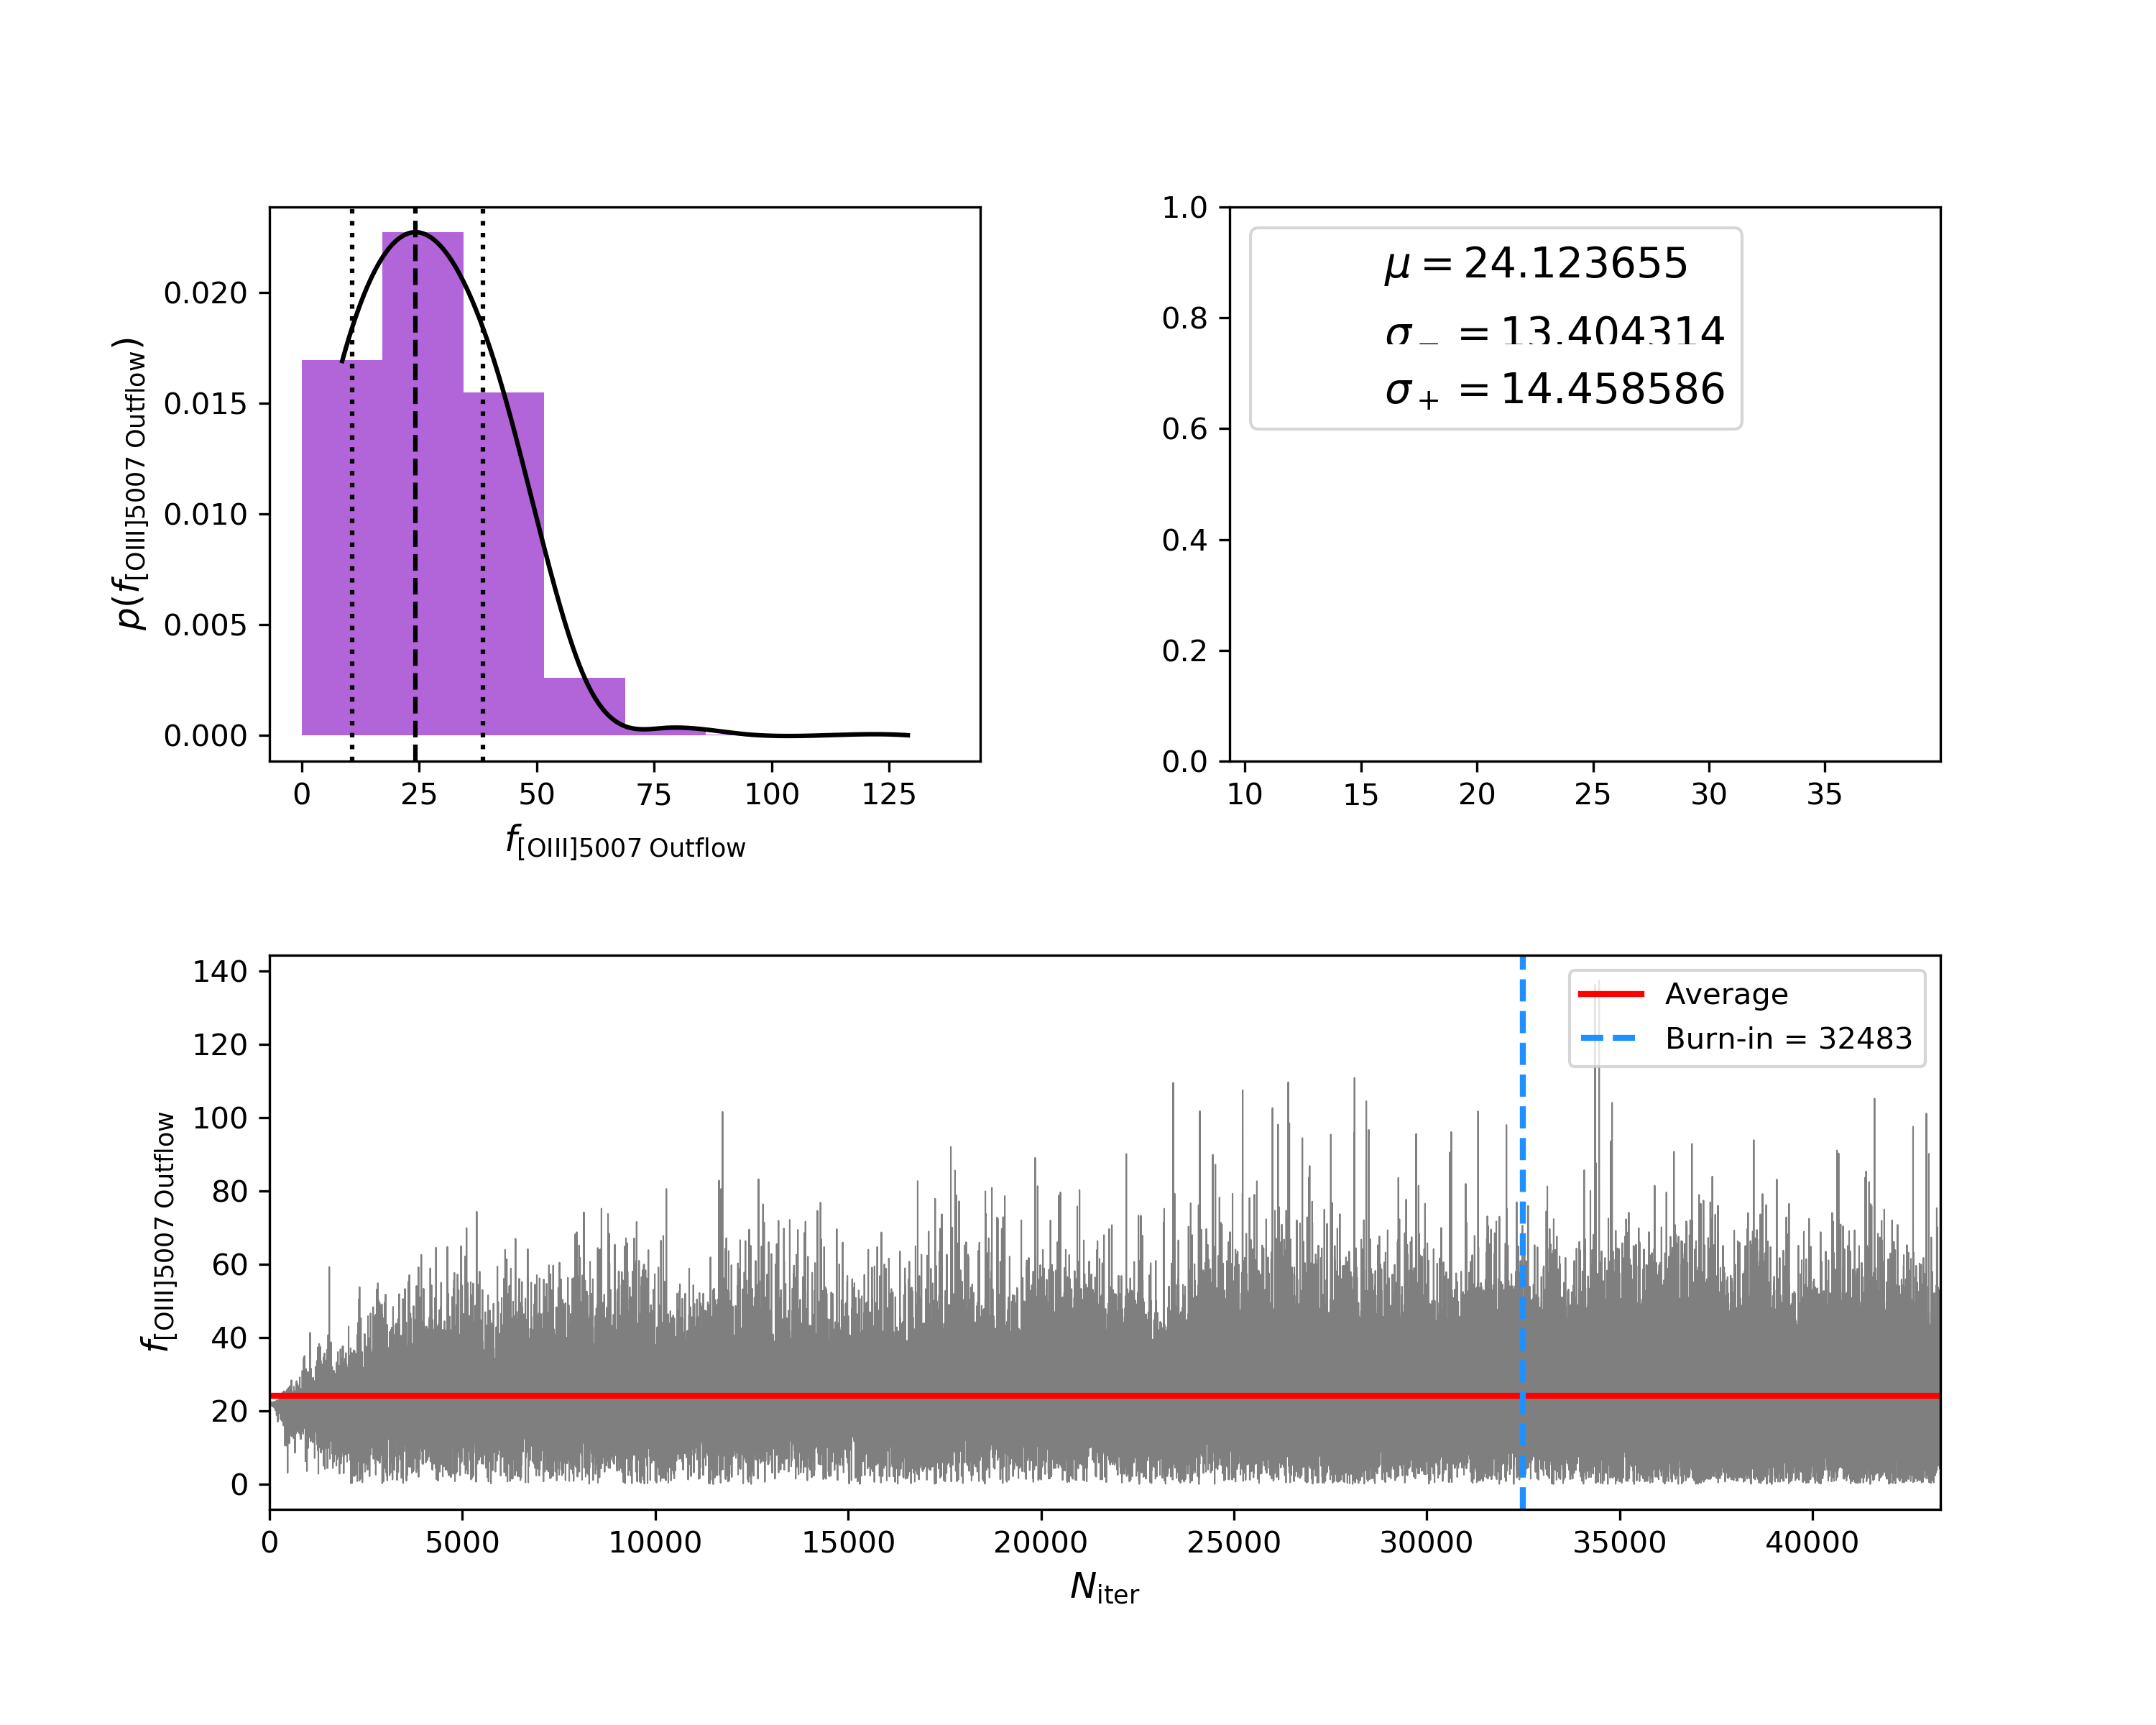 p(f[OIII]5007 Outflow)
0.020
0.015
0.010
0.005
0.000
0 25 50 75 100 125
f[OIII]5007 Outflow
1.0
0.8
0.6
0.4
0.2
0.0
10 15 20 25 30 35
μ = 24.123655
σ− = 13.404314
σ+ = 14.458586
f[OIII]5007 Outflow
140
120
100
80
60
40
20
0
0 5000 10000 15000 20000 25000 30000 35000 40000
Niter
Average
Burn-in = 32483